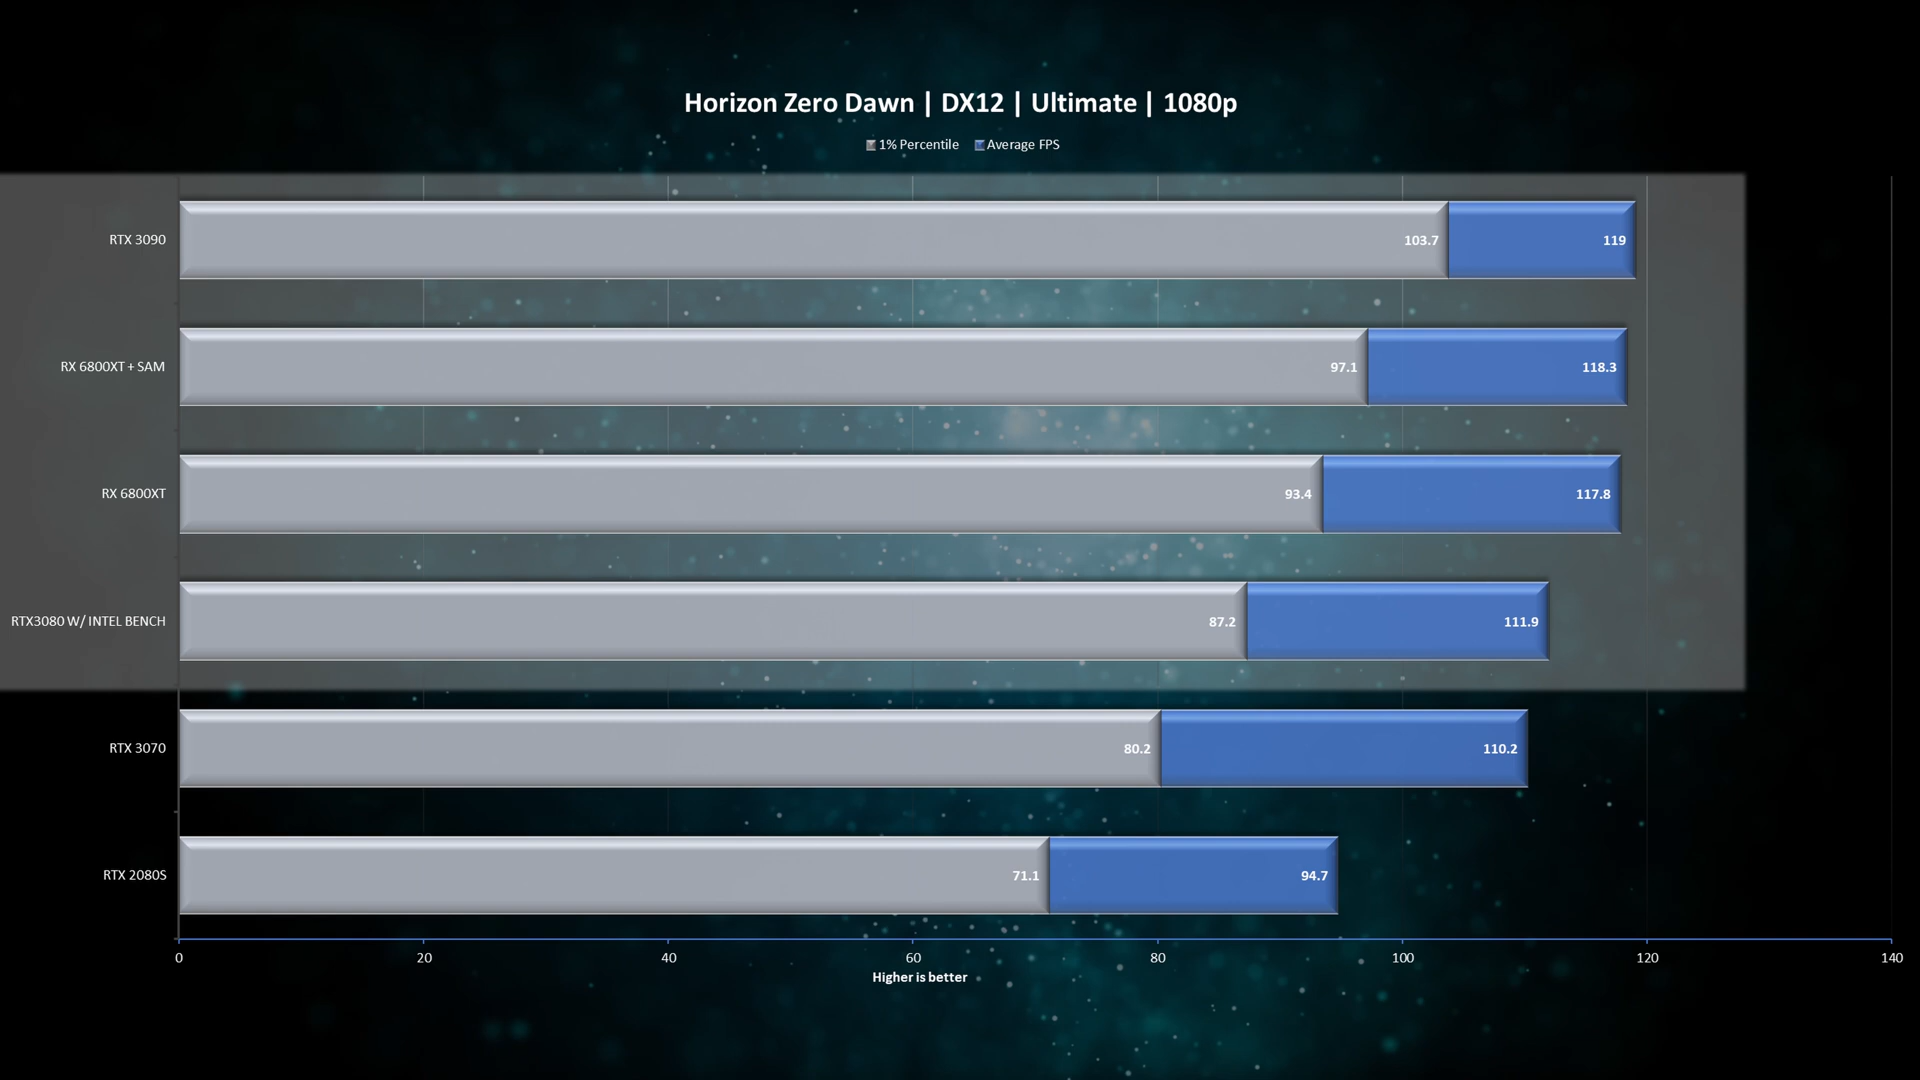 Horizon Zero Dawn | DX12 | Ultimate | 1080p
1% Percentile Average FPS
RTX 3090 103.7 119
RX 6800XT + SAM 97.1 118.3
RX 6800XT 93.4 117.8
RTX3080 W/ INTEL BENCH 87.2 111.9
RTX 3070 80.2 110.2
RTX 2080S 71.1 94.7
0 20 40 60 80 100 120 140
Higher is better